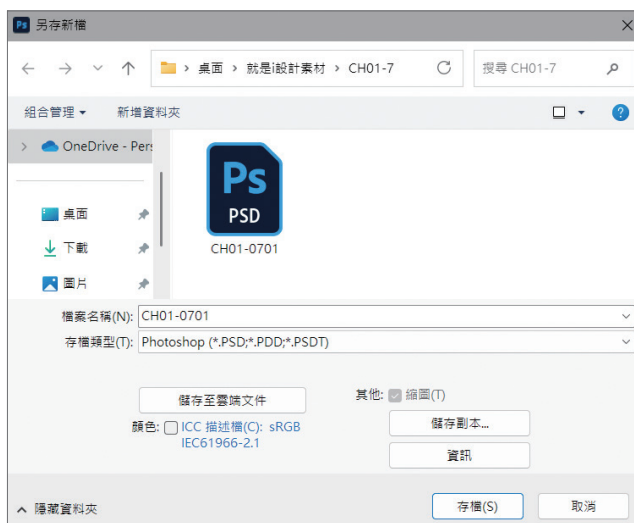 Ps 另存新檔
桌面 › 就是i設計素材 › CH01-7
搜尋 CH01-7
組合管理 新增資料夾
OneDrive - Pers
Ps
PSD
桌面
下載
圖片
CH01-0701
檔案名稱(N): CH01-0701
存檔類型(T): Photoshop (*.PSD;*.PDD;*.PSDT)
儲存至雲端文件
其他: 縮圖(T)
顏色: ICC 描述檔(C): sRGB
IEC61966-2.1
儲存副本...
資訊
隱藏資料夾
存檔(S)
取消